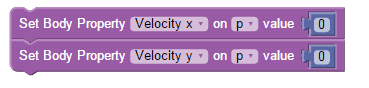 Set Body Property Velocity x on p value 0
Set Body Property Velocity y on p value 0